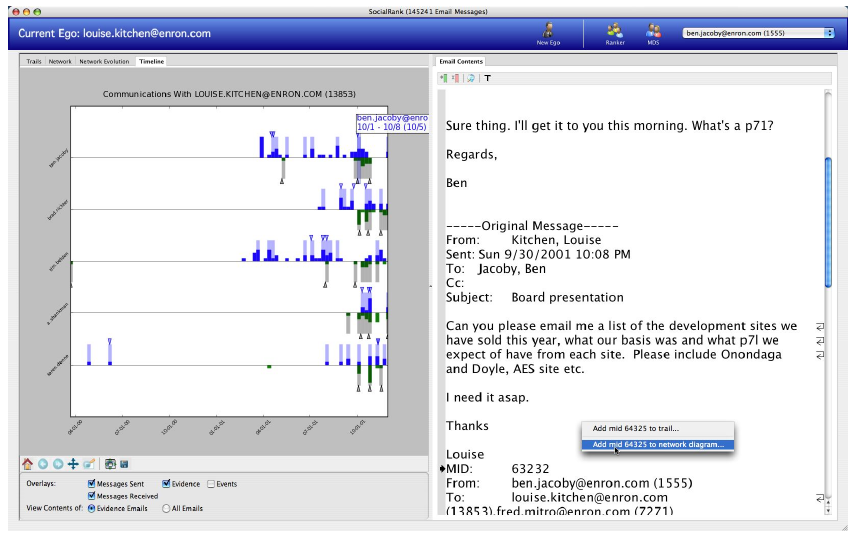 SocialRank (145241 Email Messages)
Current Ego: louise.kitchen@enron.com
New Ego
Ranker
MDS
ben.jacoby@enron.com (1555)
Trails
Network
Network Evolution
Timeline
Communications With LOUISE.KITCHEN@ENRON.COM (13853)
ben.jacoby@enro
10/1 - 10/8 (10/5)
ben.jacoby
Overlays:
Messages Sent
Evidence
Events
Messages Received
View Contents of:
Evidence Emails
All Emails
Email Contents
T
Sure thing. I'll get it to you this morning. What's a p71?
Regards,
Ben
-----Original Message-----
From: Kitchen, Louise
Sent: Sun 9/30/2001 10:08 PM
To: Jacoby, Ben
Cc:
Subject: Board presentation
Can you please email me a list of the development sites we
have sold this year, what our basis was and what p7l we
expect of have from each site. Please include Onondaga
and Doyle, AES site etc.
I need it asap.
Thanks
Louise
Add mid 64325 to trail...
Add mid 64325 to network diagram...
MID: 63232
From: ben.jacoby@enron.com (1555)
To: louise.kitchen@enron.com
(13853),fred.mitro@enron.com (7271)